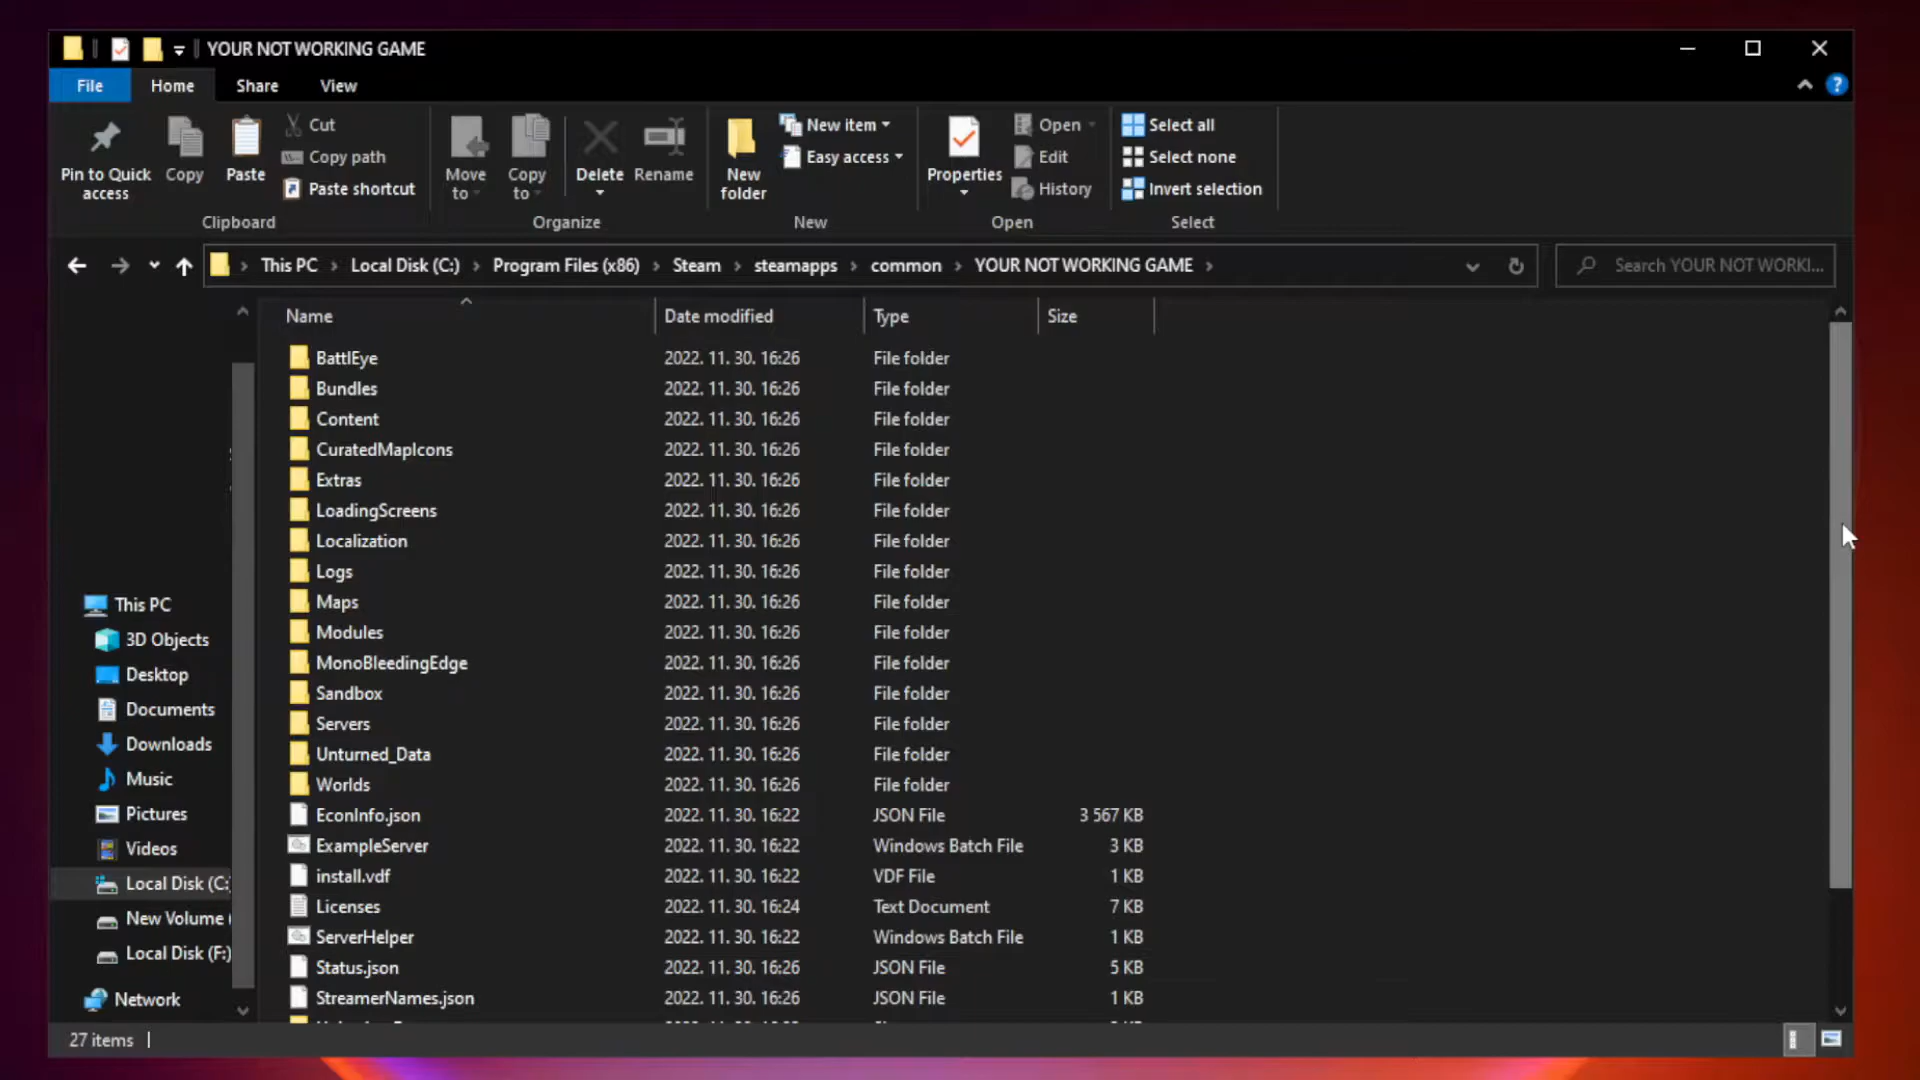 YOUR NOT WORKING GAME
File Home Share View
Pin to Quick access
Copy
Paste
Cut
Copy path
Paste shortcut
Clipboard
Move to
Copy to
Delete
Rename
Organize
New folder
New item
Easy access
New
Properties
Open
Edit
History
Open
Select all
Select none
Invert selection
Select
This PC > Local Disk (C:) > Program Files (x86) > Steam > steamapps > common > YOUR NOT WORKING GAME >
Search YOUR NOT WORKI...
Name Date modified Type Size
BattlEye 2022. 11. 30. 16:26 File folder
Bundles 2022. 11. 30. 16:26 File folder
Content 2022. 11. 30. 16:26 File folder
CuratedMapIcons 2022. 11. 30. 16:26 File folder
Extras 2022. 11. 30. 16:26 File folder
LoadingScreens 2022. 11. 30. 16:26 File folder
Localization 2022. 11. 30. 16:26 File folder
Logs 2022. 11. 30. 16:26 File folder
Maps 2022. 11. 30. 16:26 File folder
Modules 2022. 11. 30. 16:26 File folder
MonoBleedingEdge 2022. 11. 30. 16:26 File folder
Sandbox 2022. 11. 30. 16:26 File folder
Servers 2022. 11. 30. 16:26 File folder
Unturned_Data 2022. 11. 30. 16:26 File folder
Worlds 2022. 11. 30. 16:26 File folder
EconInfo.json 2022. 11. 30. 16:22 JSON File 3 567 KB
ExampleServer 2022. 11. 30. 16:22 Windows Batch File 3 KB
install.vdf 2022. 11. 30. 16:22 VDF File 1 KB
Licenses 2022. 11. 30. 16:24 Text Document 7 KB
ServerHelper 2022. 11. 30. 16:22 Windows Batch File 1 KB
Status.json 2022. 11. 30. 16:26 JSON File 5 KB
StreamerNames.json 2022. 11. 30. 16:26 JSON File 1 KB
This PC
3D Objects
Desktop
Documents
Downloads
Music
Pictures
Videos
Local Disk (C:
New Volume (
Local Disk (F:)
Network
27 items